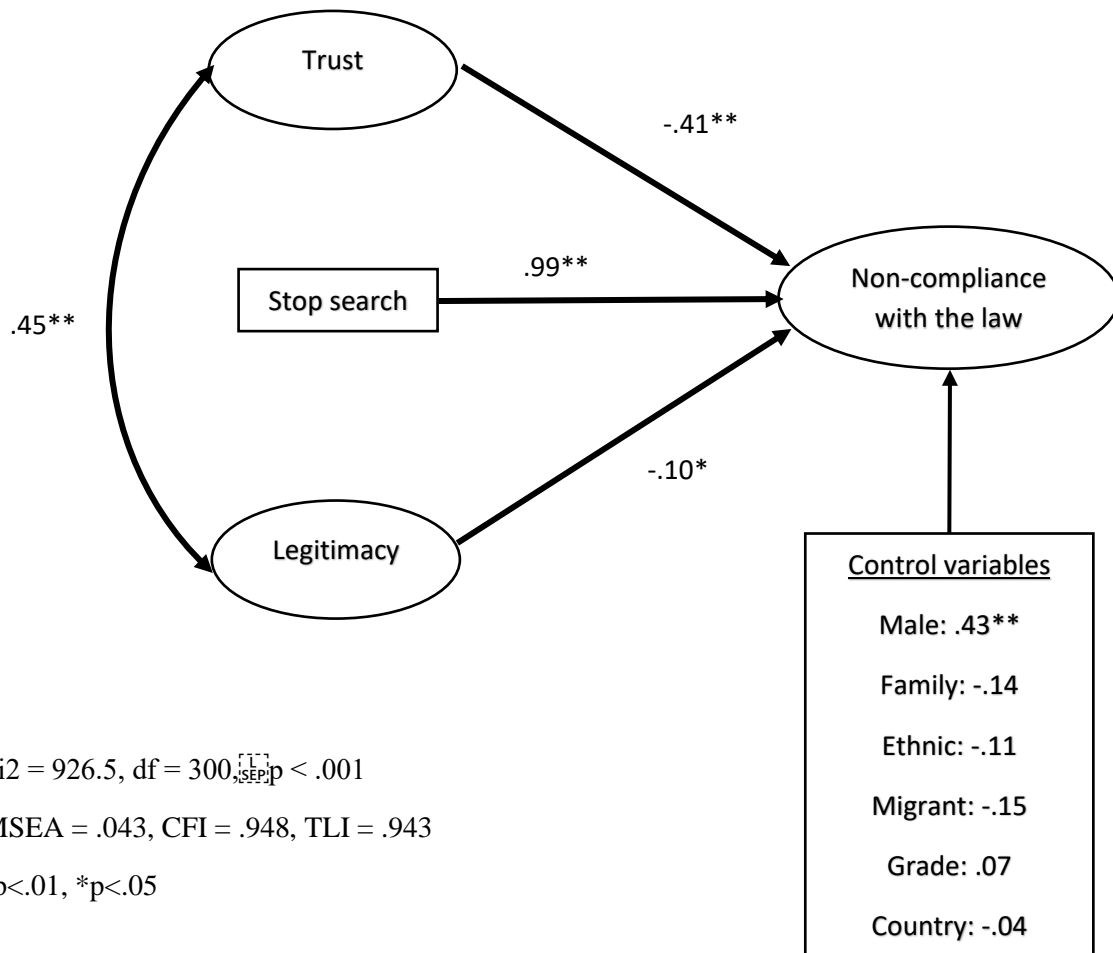 Trust
-.41**
.99**
Stop search
Non-compliance
with the law
.45**
-.10*
Legitimacy
Control variables
Male: .43**
Family: -.14
Ethnic: -.11
Migrant: -.15
Grade: .07
Country: -.04
i2 = 926.5, df = 300, L SEP p < .001
MSEA = .043, CFI = .948, TLI = .943
p<.01, *p<.05